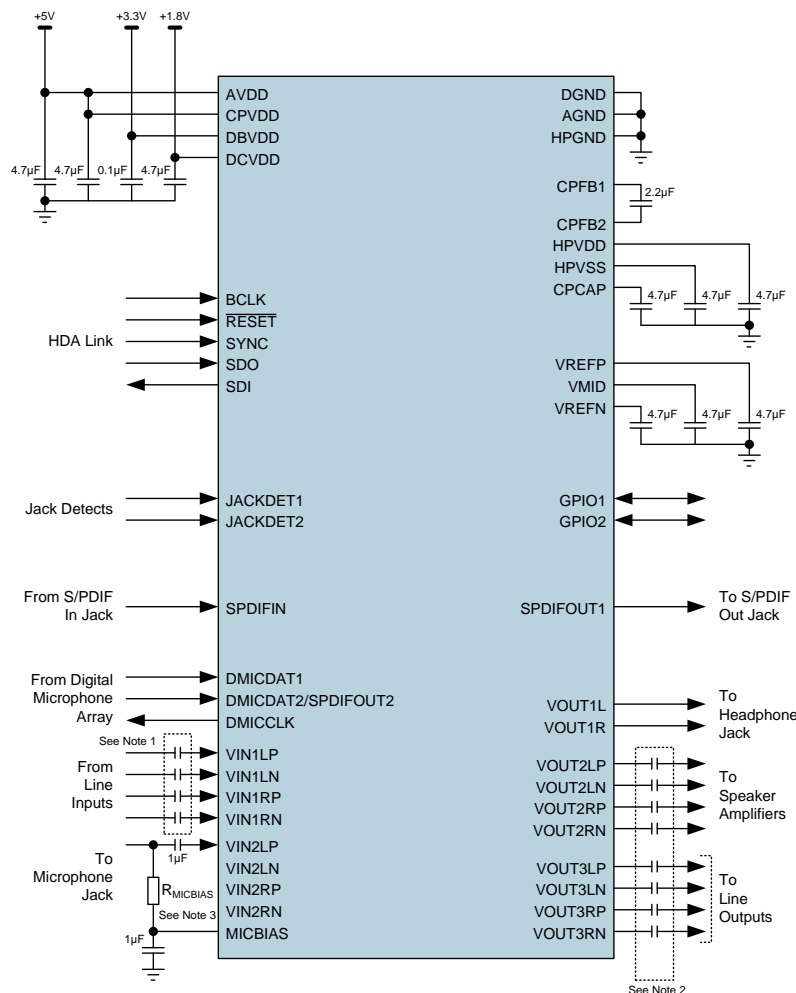 +5V
+3.3V
+1.8V
AVDD
CPVDD
DBVDD
DCVDD
4.7µF
4.7µF
0.1µF
4.7µF
DGND
AGND
HPGND
CPFB1
2.2µF
CPFB2
HPVDD
HPVSS
CPCAP
4.7µF
4.7µF
4.7µF
HDA Link
BCLK
RESET
SYNC
SDO
SDI
VREFP
VMID
VREFN
4.7µF
4.7µF
4.7µF
Jack Detects
JACKDET1
JACKDET2
GPIO1
GPIO2
From S/PDIF
In Jack
SPDIFIN
SPDIFOUT1
To S/PDIF
Out Jack
From Digital
Microphone
Array
DMICDAT1
DMICDAT2/SPDIFOUT2
DMICCLK
VOUT1L
VOUT1R
To
Headphone
Jack
See Note 1
From
Line
Inputs
VIN1LP
VIN1LN
VIN1RP
VIN1RN
VOUT2LP
VOUT2LN
VOUT2RP
VOUT2RN
To
Speaker
Amplifiers
To
Microphone
Jack
1µF
RMICBIAS
See Note 3
1µF
VIN2LP
VIN2LN
VIN2RP
VIN2RN
MICBIAS
VOUT3LP
VOUT3LN
VOUT3RP
VOUT3RN
To
Line
Outputs
See Note 2